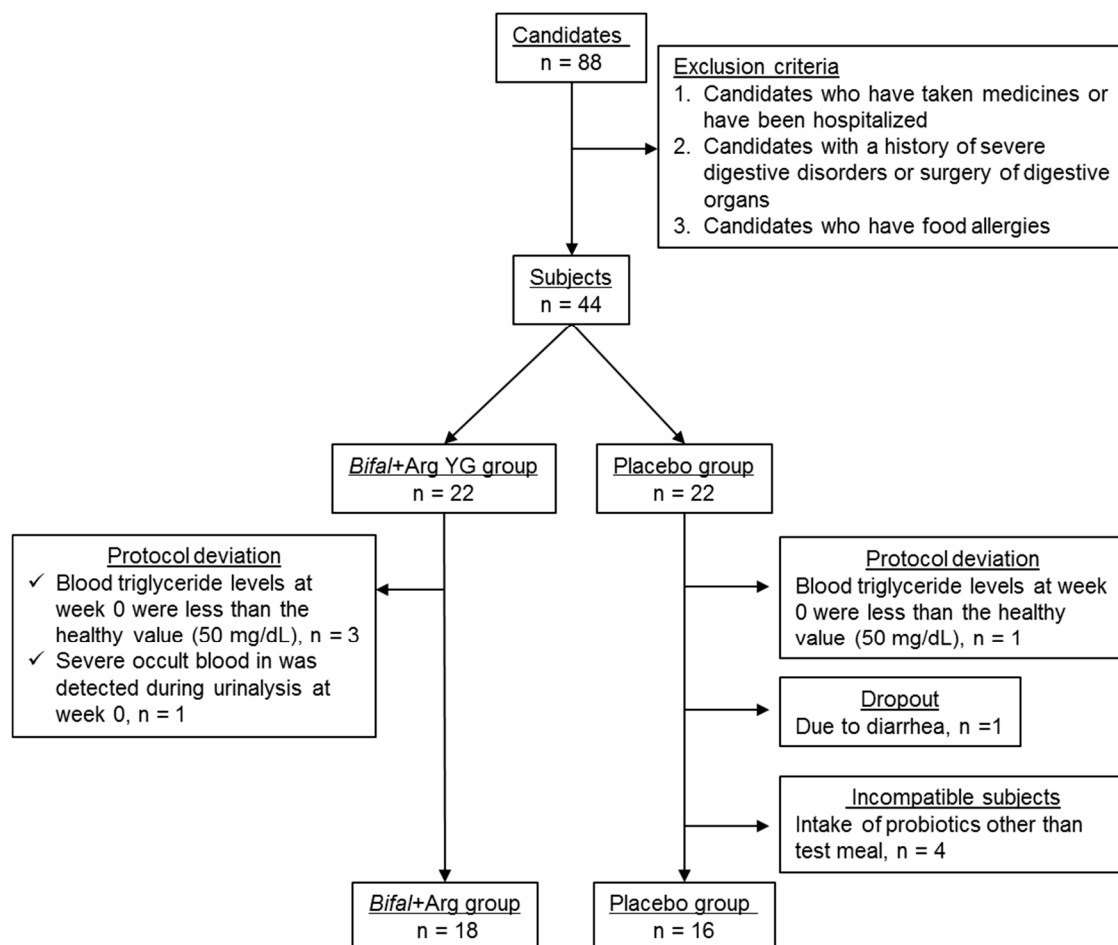 Candidates
n = 88
Exclusion criteria
1. Candidates who have taken medicines or
have been hospitalized
2. Candidates with a history of severe
digestive disorders or surgery of digestive
organs
3. Candidates who have food allergies
Subjects
n = 44
Bifal+Arg YG group
n = 22
Placebo group
n = 22
Protocol deviation
✓ Blood triglyceride levels at
week 0 were less than the
healthy value (50 mg/dL), n = 3
✓ Severe occult blood in was
detected during urinalysis at
week 0, n = 1
Protocol deviation
Blood triglyceride levels at week
0 were less than the healthy
value (50 mg/dL), n = 1
Dropout
Due to diarrhea, n =1
Incompatible subjects
Intake of probiotics other than
test meal, n = 4
Bifal+Arg group
n = 18
Placebo group
n = 16